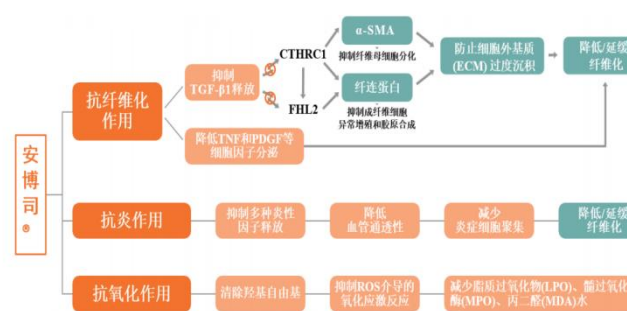 安博司®
抗纤维化
作用
抑制
TGF-β1释放
CTHRC1
FHL2
α-SMA
抑制纤维母细胞分化
纤连蛋白
抑制成纤维细胞
异常增殖和胶原合成
防止细胞外基质
(ECM) 过度沉积
降低/延缓
纤维化
降低TNF和PDGF等
细胞因子分泌
抗炎作用
抑制多种炎性
因子释放
降低
血管通透性
减少
炎症细胞聚集
降低/延缓
纤维化
抗氧化作用
清除羟基自由基
抑制ROS介导的
氧化应激反应
减少脂质过氧化物(LPO)、髓过氧化
酶(MPO)、丙二醛(MDA)水